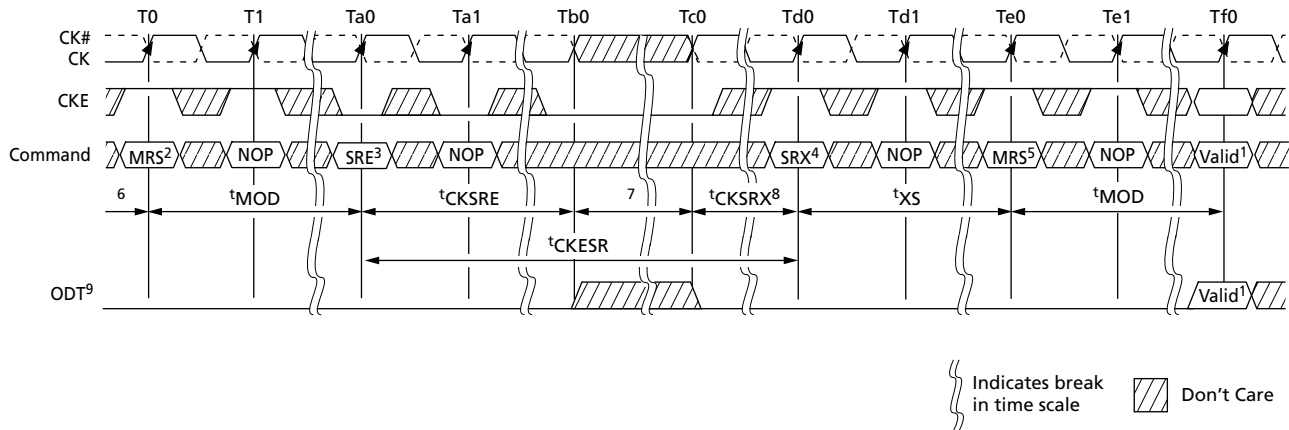 T0 T1 Ta0 Ta1 Tb0 Tc0 Td0 Td1 Te0 Te1 Tf0
CK#
CK
CKE
Command MRS2 NOP SRE3 NOP SRX4 NOP MRS5 NOP Valid1
6 tMOD tCKSRE 7 tCKSRX8 tXS tMOD
tCKESR
ODT9 Valid1
Indicates break
in time scale
Don't Care